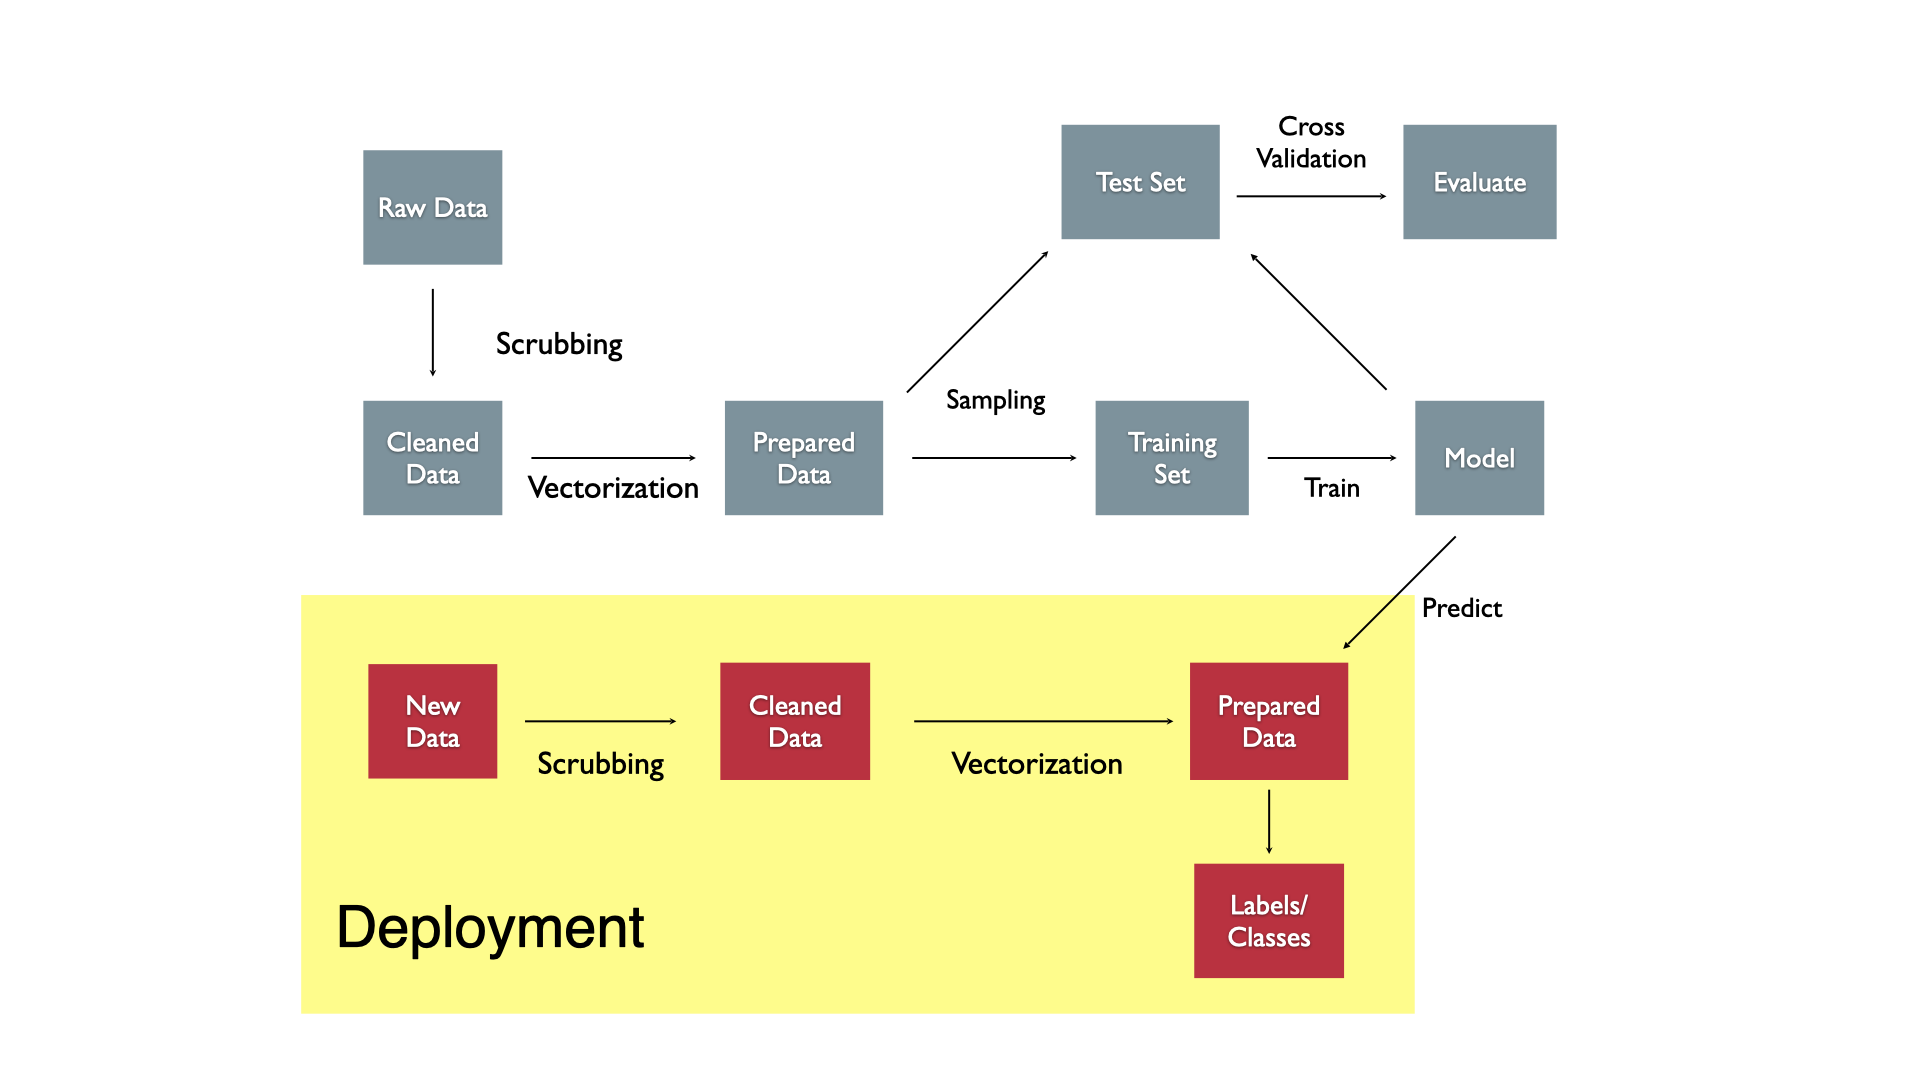 Cross
Validation
Test Set
Evaluate
Raw Data
Scrubbing
Sampling
Cleaned
Data
Vectorization
Prepared
Data
Training
Set
Train
Model
Predict
New
Data
Scrubbing
Cleaned
Data
Vectorization
Prepared
Data
Labels/
Classes
Deployment